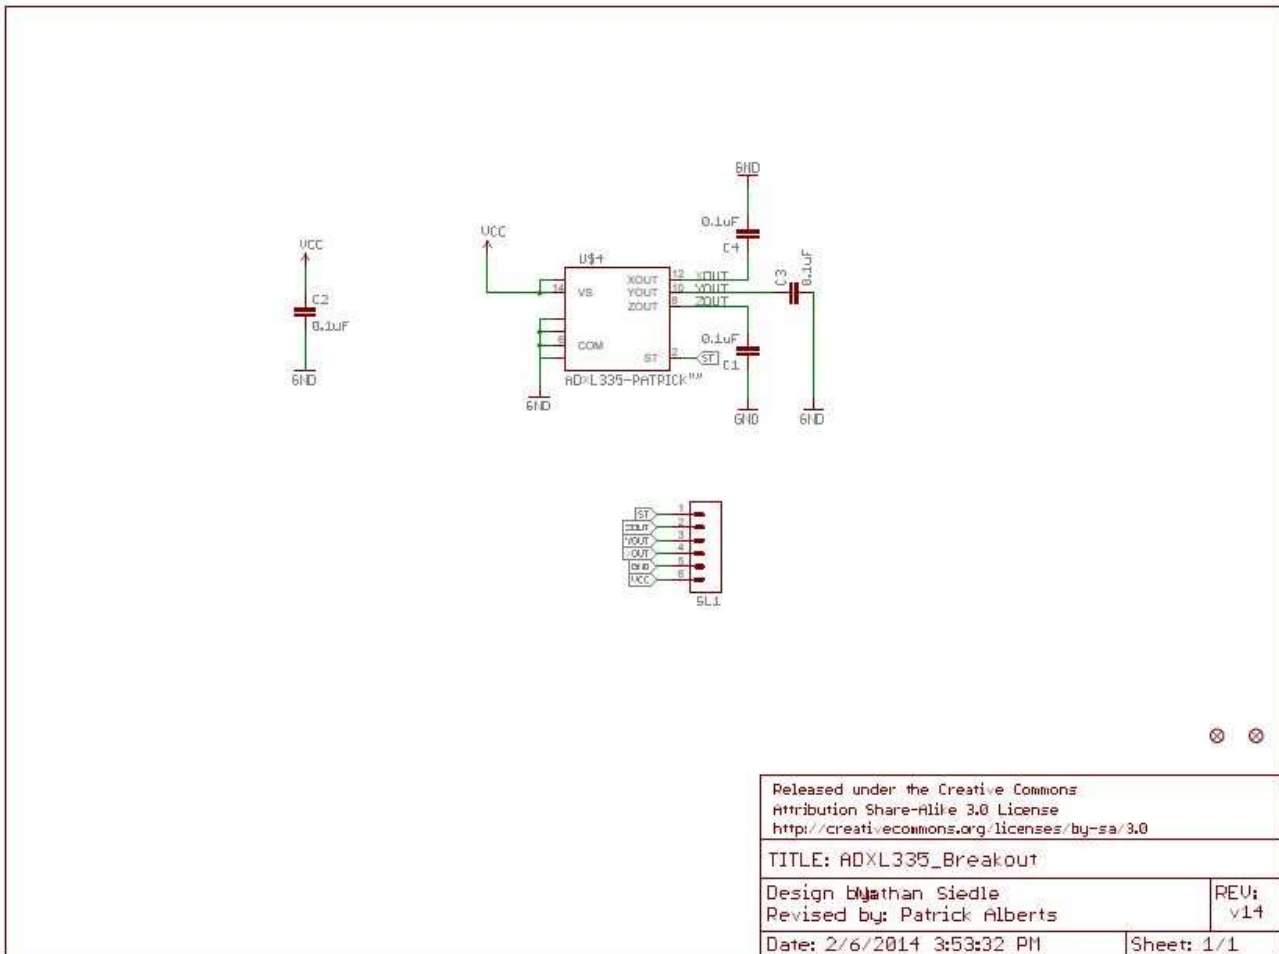 GND
0.1uF
C4
VCC
VCC
U$4
C3
0.1uF
XOUT
12
XOUT
14
VS
YOUT
10
YOUT
ZOUT
8
ZOUT
C2
0.1uF
0.1uF
C1
6
COM
ST
2
ST
GND
ADXL335-PATRICK""
GND
GND
GND
ST
1
2
YOUT
3
4
GND
5
VCC
6
SL1
Released under the Creative Commons
Attribution Share-Alike 3.0 License
http://creativecommons.org/licenses/by-sa/3.0
TITLE: ADXL335_Breakout
Design by: Nathan Siedle
REV:
Revised by: Patrick Alberts
v14
Date: 2/6/2014 3:53:32 PM
Sheet: 1/1